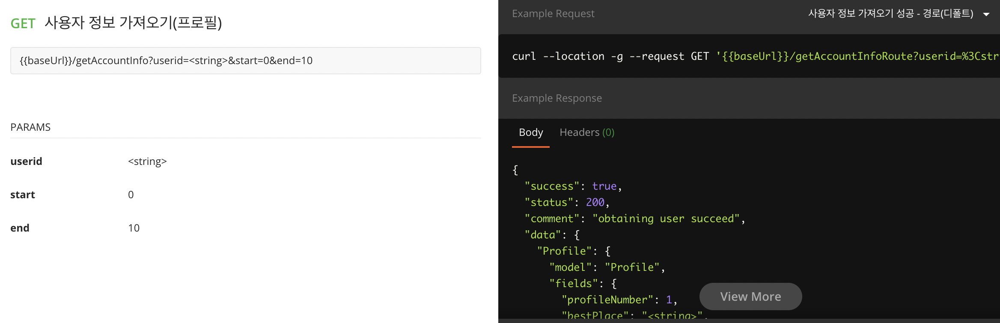 GET 사용자 정보 가져오기(프로필)
{{baseUrl}}/getAccountInfo?userid=<string>&start=0&end=10
PARAMS
userid <string>
start 0
end 10
Example Request
사용자 정보 가져오기 성공 - 경로(디폴트)
curl --location -g --request GET '{{baseUrl}}/getAccountInfoRoute?userid=%3Cstr
Example Response
Body Headers (0)
{
"success": true,
"status": 200,
"comment": "obtaining user succeed",
"data": {
"Profile": {
"model": "Profile",
"fields": {
"profileNumber": 1,
"bestPlace": "<string>",
View More